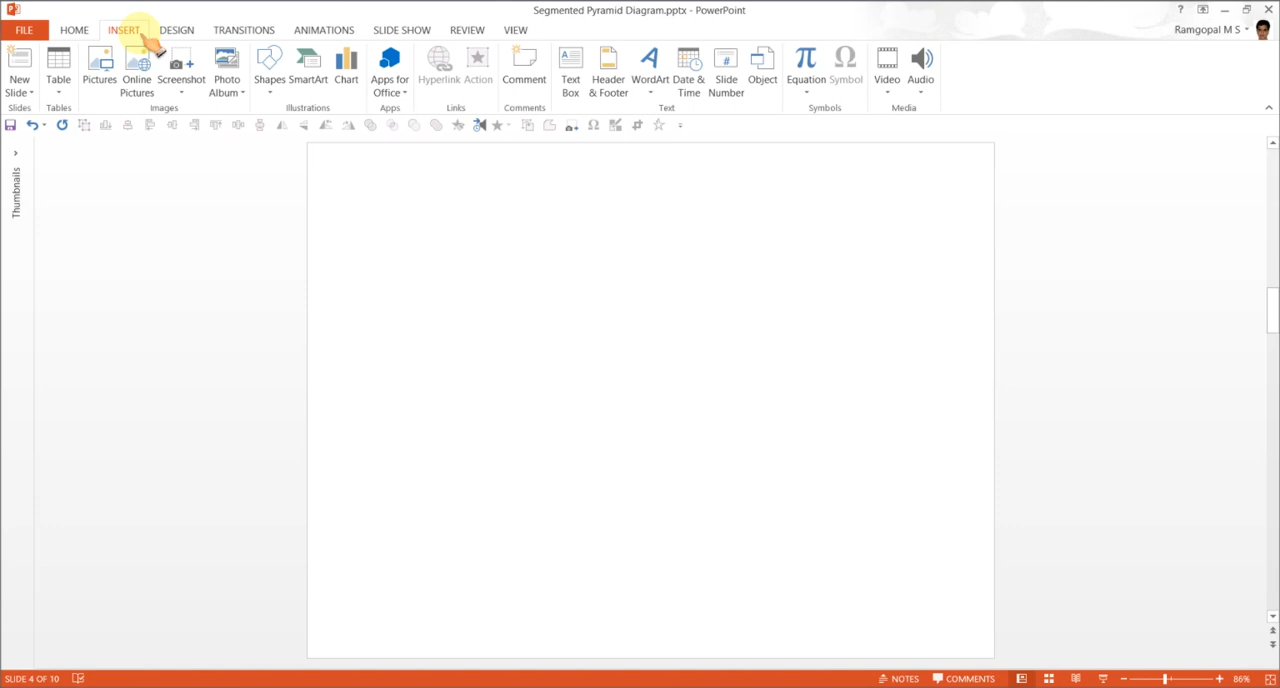 Segmented Pyramid Diagram.pptx - PowerPoint
?
FILE HOME INSERT DESIGN TRANSITIONS ANIMATIONS SLIDE SHOW REVIEW VIEW Ramgopal M S
New Slide Table Pictures Online Pictures Screenshot Photo Album Shapes SmartArt Chart Apps for Office Hyperlink Action Comment Text Box Header & Footer WordArt Date & Time Slide Number Object Equation Symbol Video Audio
Slides Tables Images Illustrations Apps Links Comments Text Symbols Media
Thumbnails
SLIDE 4 OF 10 NOTES COMMENTS 86%